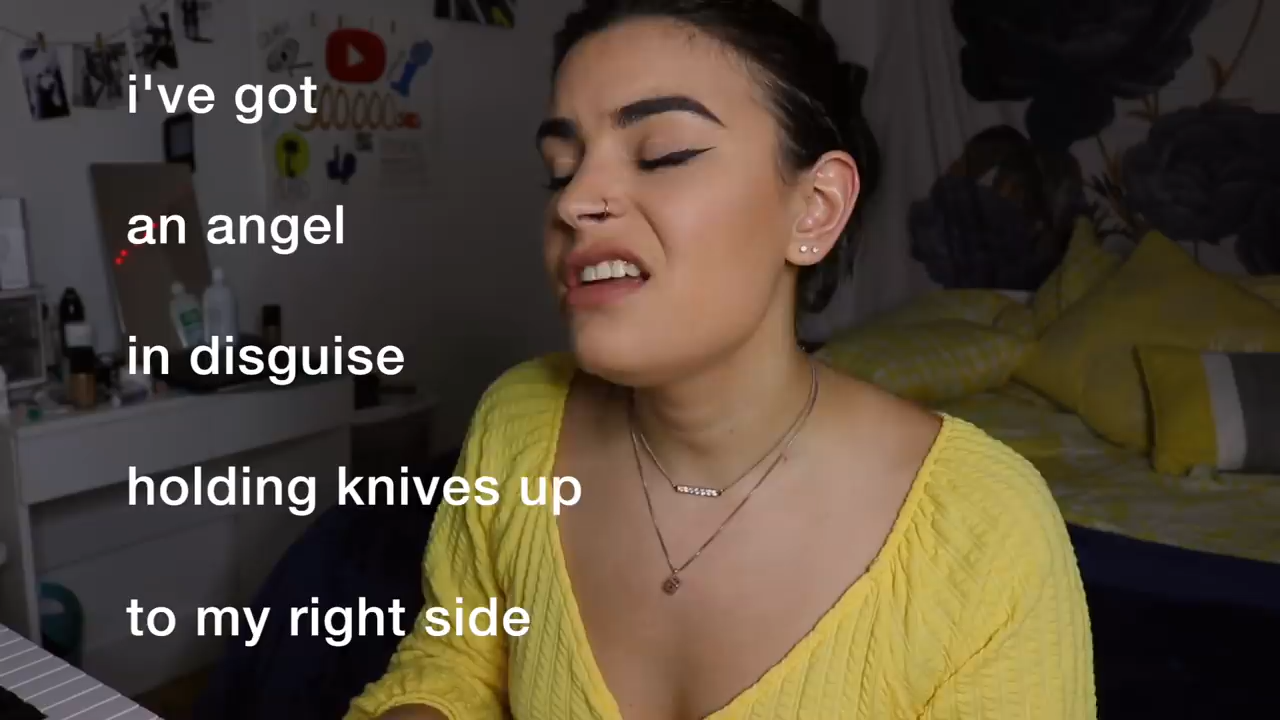 i've got
an angel
in disguise
holding knives up
to my right side